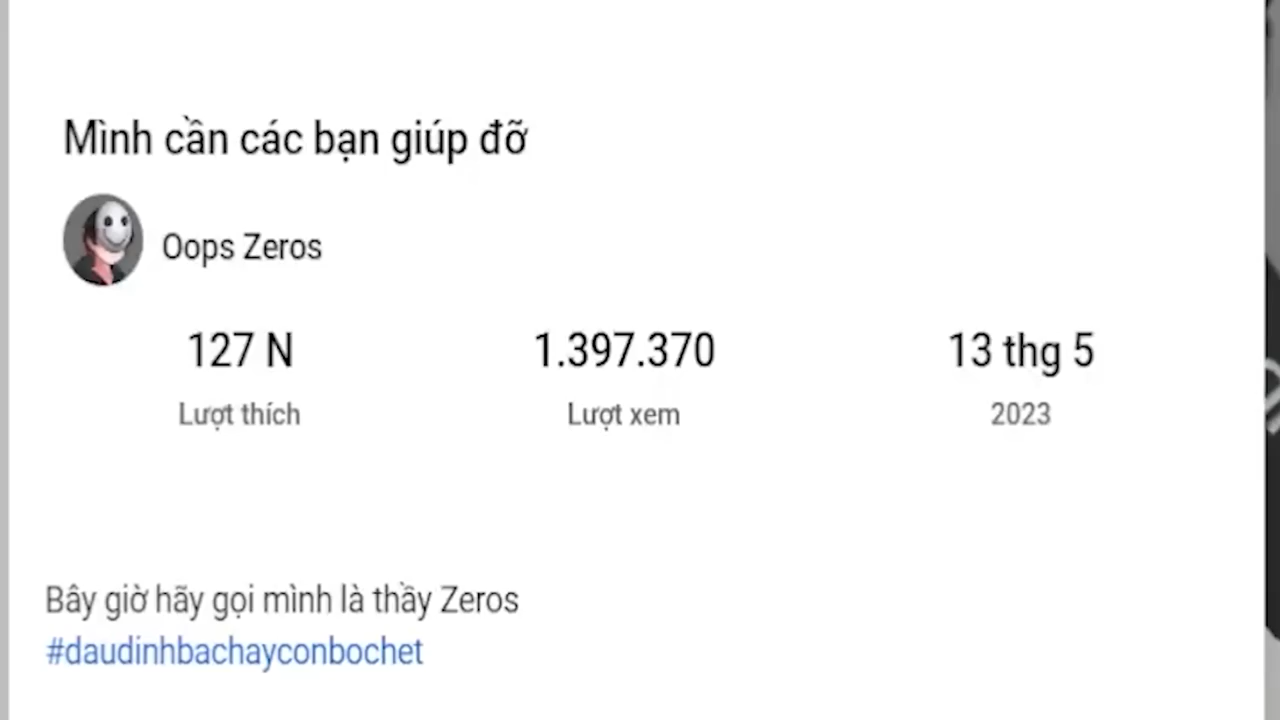 Mình cần các bạn giúp đỡ
Oops Zeros
127 N
1.397.370
13 thg 5
Lượt thích
Lượt xem
2023
Bây giờ hãy gọi mình là thầy Zeros
#daudinhbachayconbochet